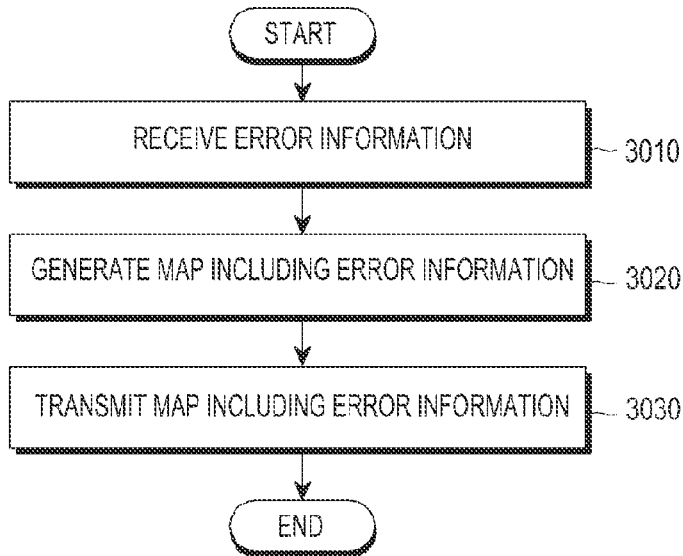 START
RECEIVE ERROR INFORMATION
3010
GENERATE MAP INCLUDING ERROR INFORMATION
3020
TRANSMIT MAP INCLUDING ERROR INFORMATION
3030
END